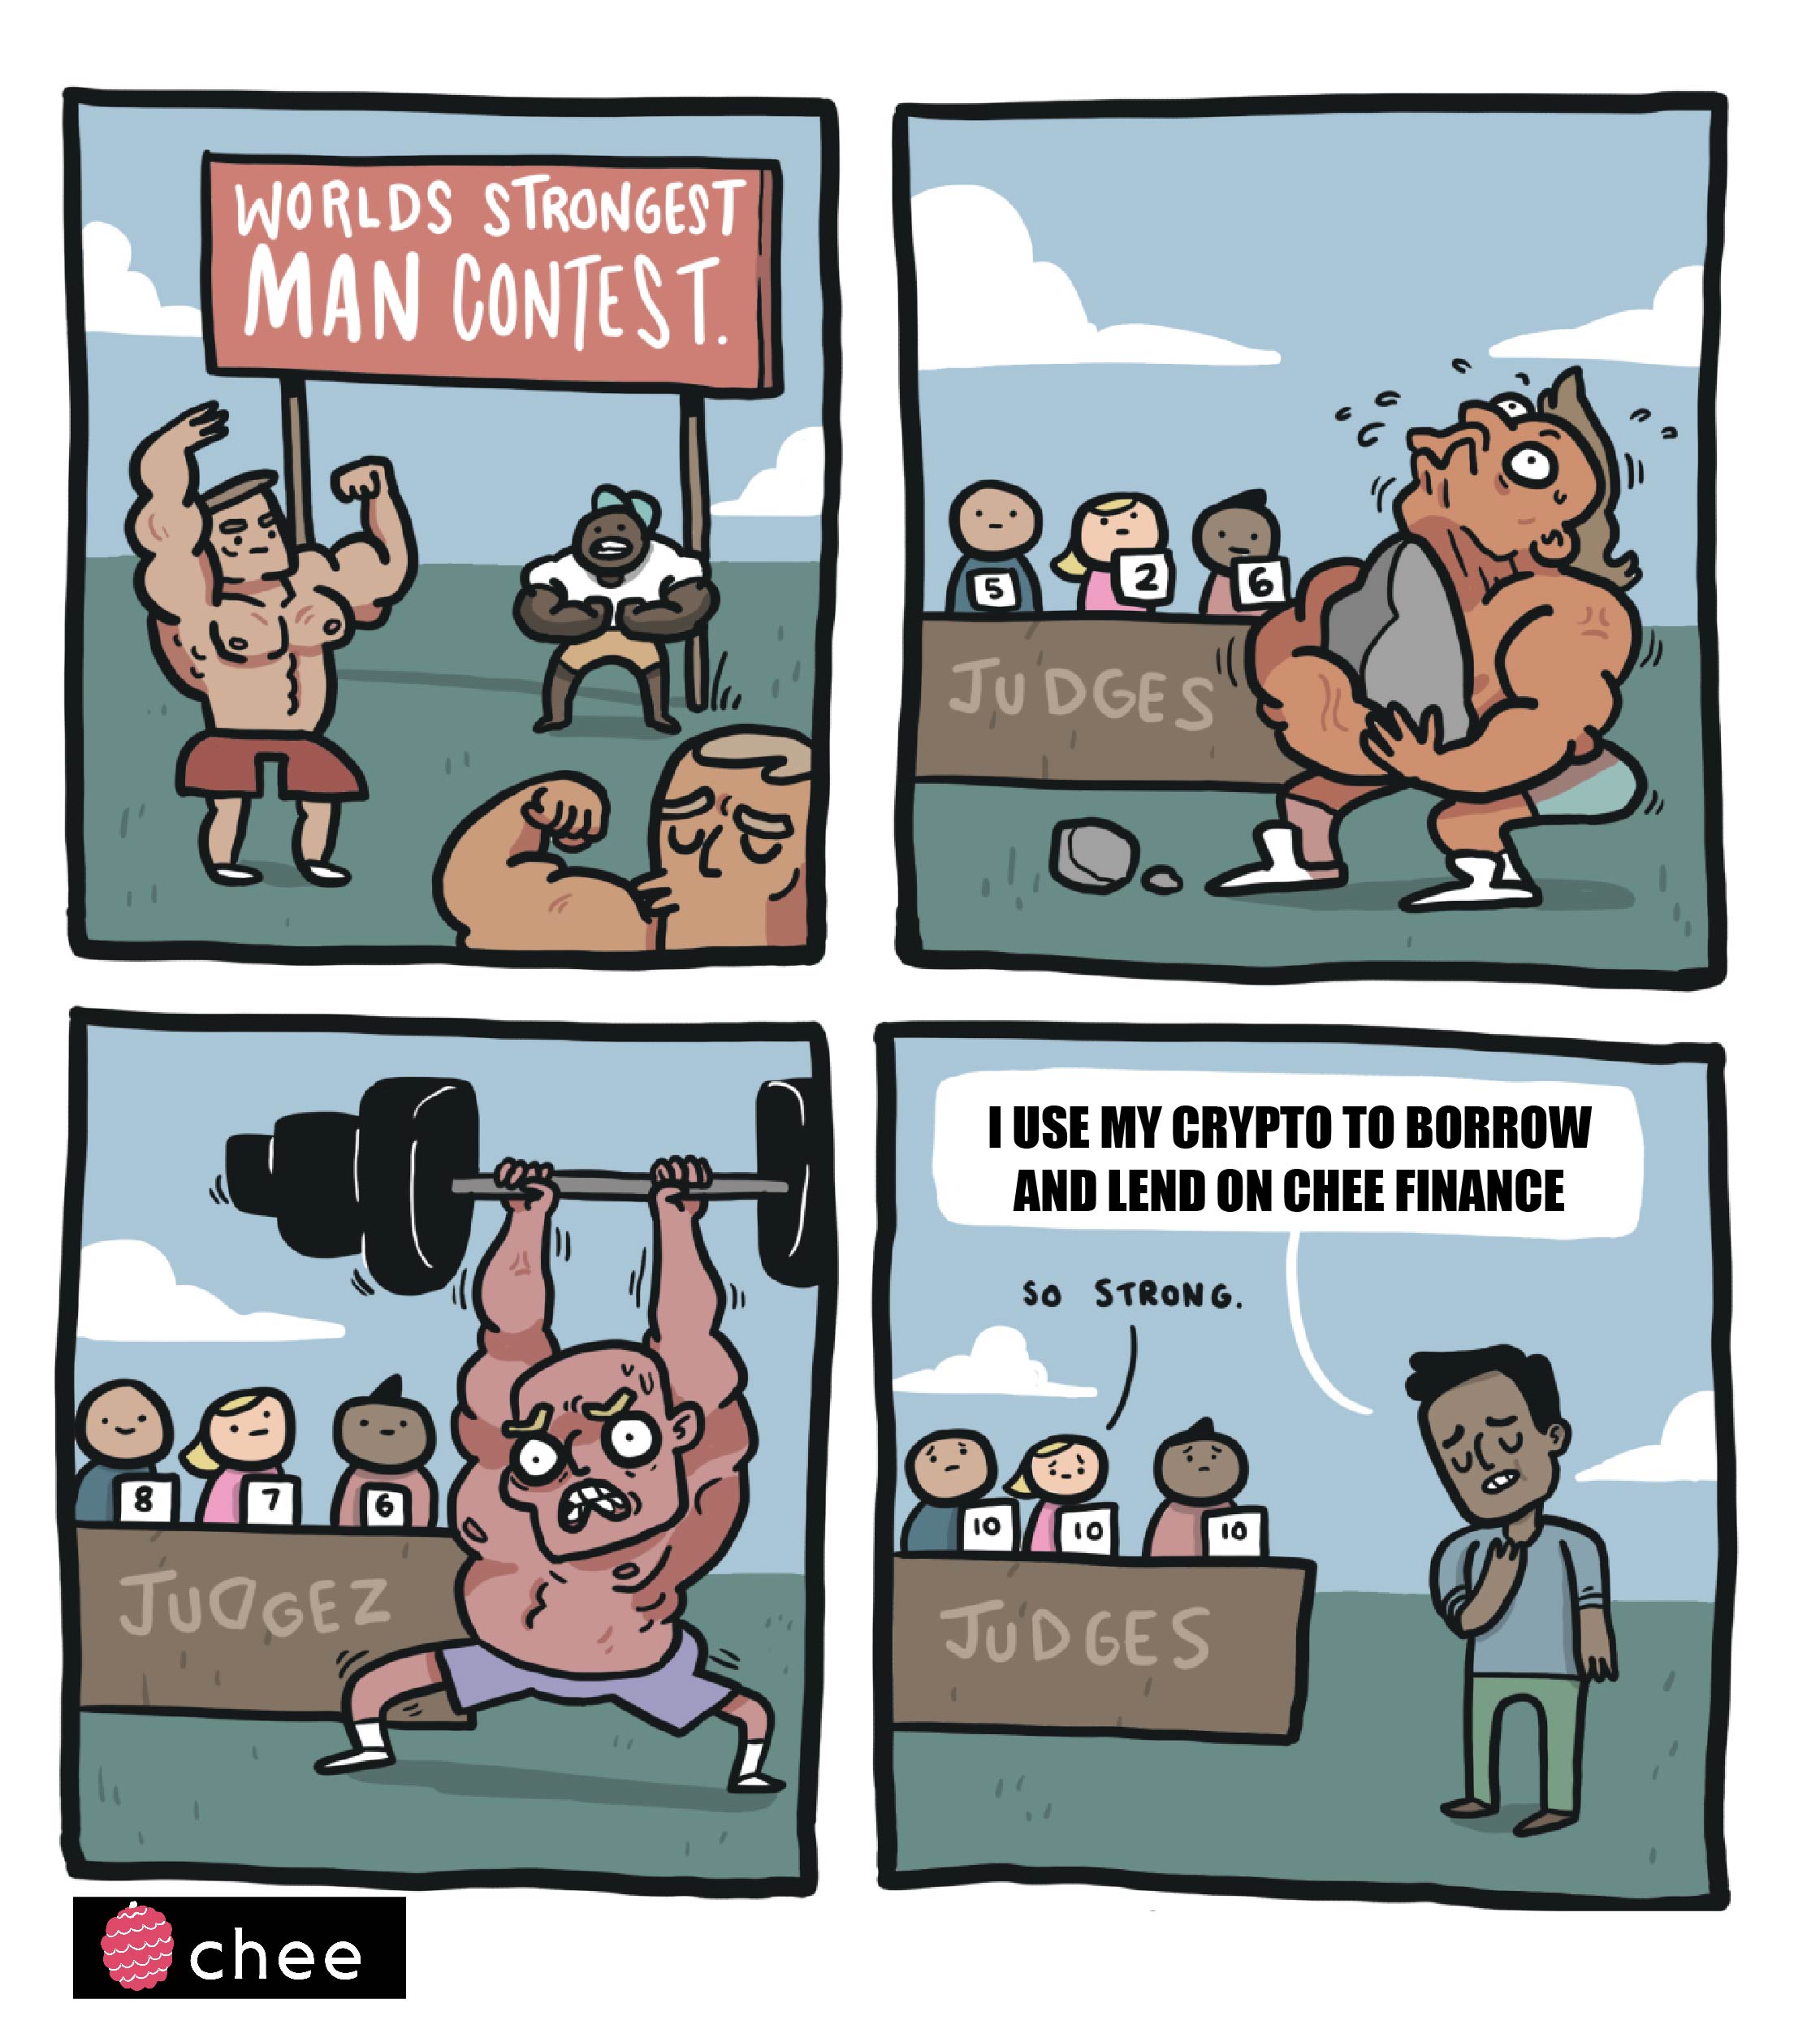 WORLDS STRONGEST
MAN CONTEST.
5
2
6
JUDGES
8
7
6
JUDGEZ
I USE MY CRYPTO TO BORROW
AND LEND ON CHEE FINANCE
SO STRONG.
10
10
10
JUDGES
chee